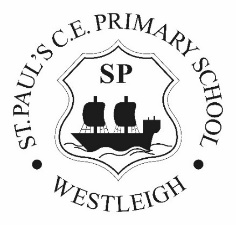 ST.PAUL'S C.E. PRIMARY SCHOOL
SP
• WESTLEIGH •